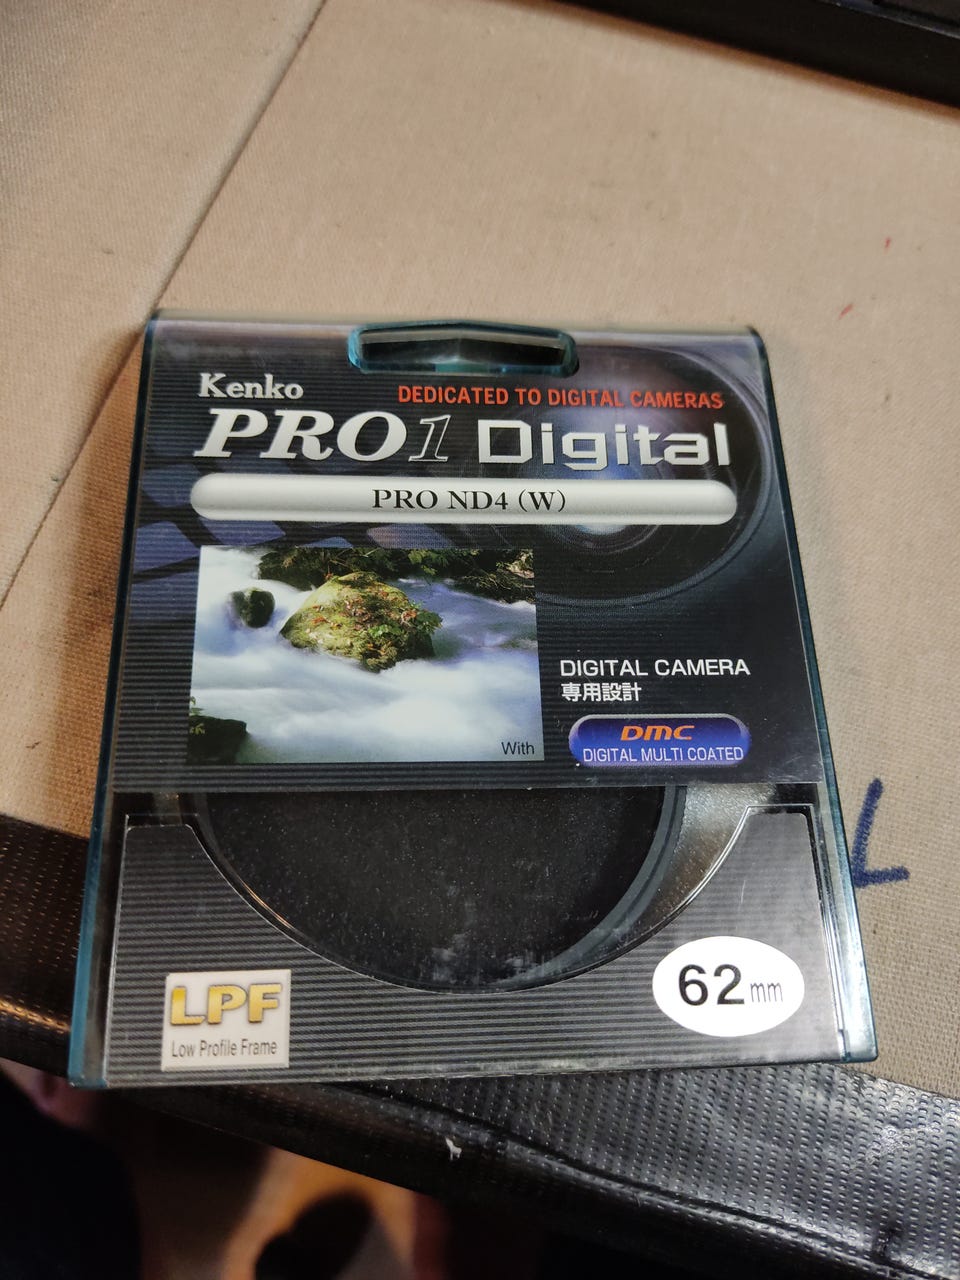 Kenko
DEDICATED TO DIGITAL CAMERAS
PRO1 Digital
PRO ND4 (W)
With
DIGITAL CAMERA
専用設計
DMC
DIGITAL MULTI COATED
62mm
LPF
Low Profile Frame
L